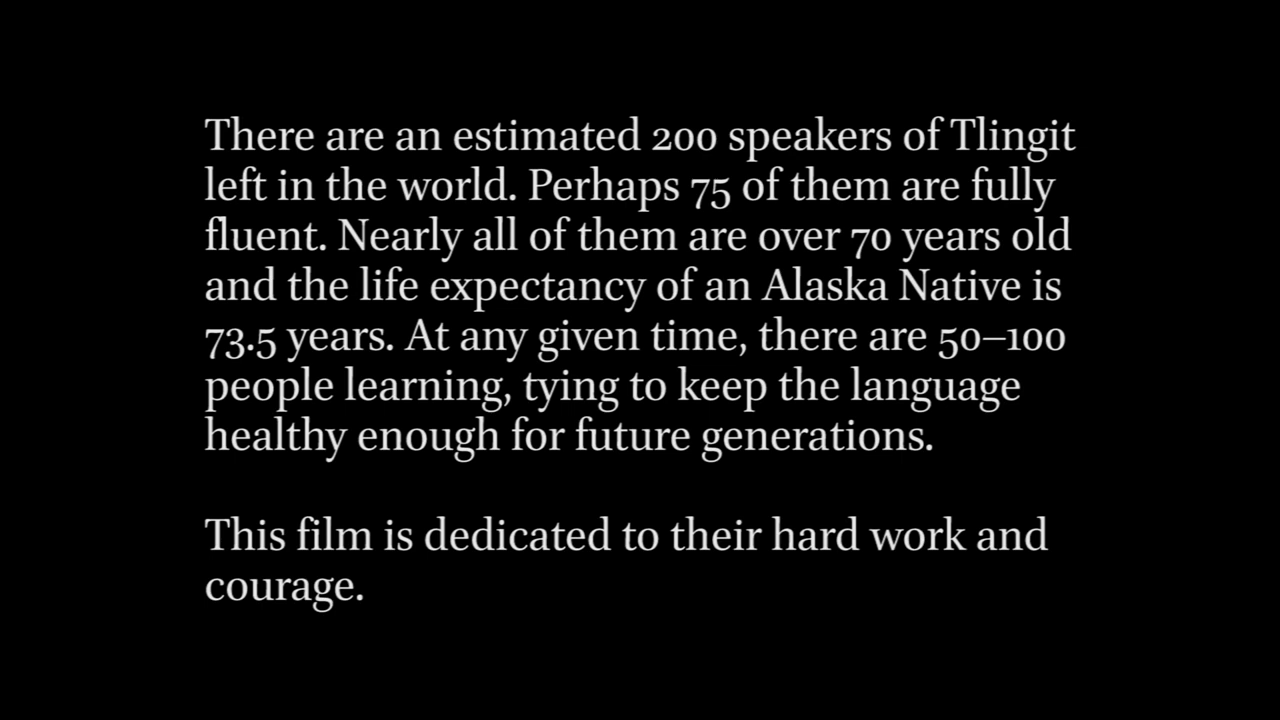 There are an estimated 200 speakers of Tlingit
left in the world. Perhaps 75 of them are fully
fluent. Nearly all of them are over 70 years old
and the life expectancy of an Alaska Native is
73.5 years. At any given time, there are 50–100
people learning, tying to keep the language
healthy enough for future generations.

This film is dedicated to their hard work and
courage.